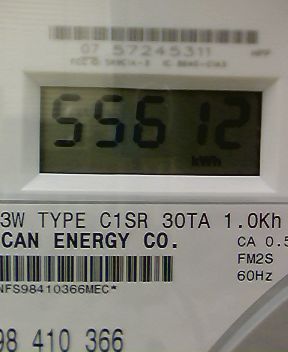 07 57245311
55612
kWh
3W TYPE C1SR 30TA 1.0Kh
CAN ENERGY CO.
CA 0.5
FM2S
60Hz
NFS98410366MEC*
98 410 366